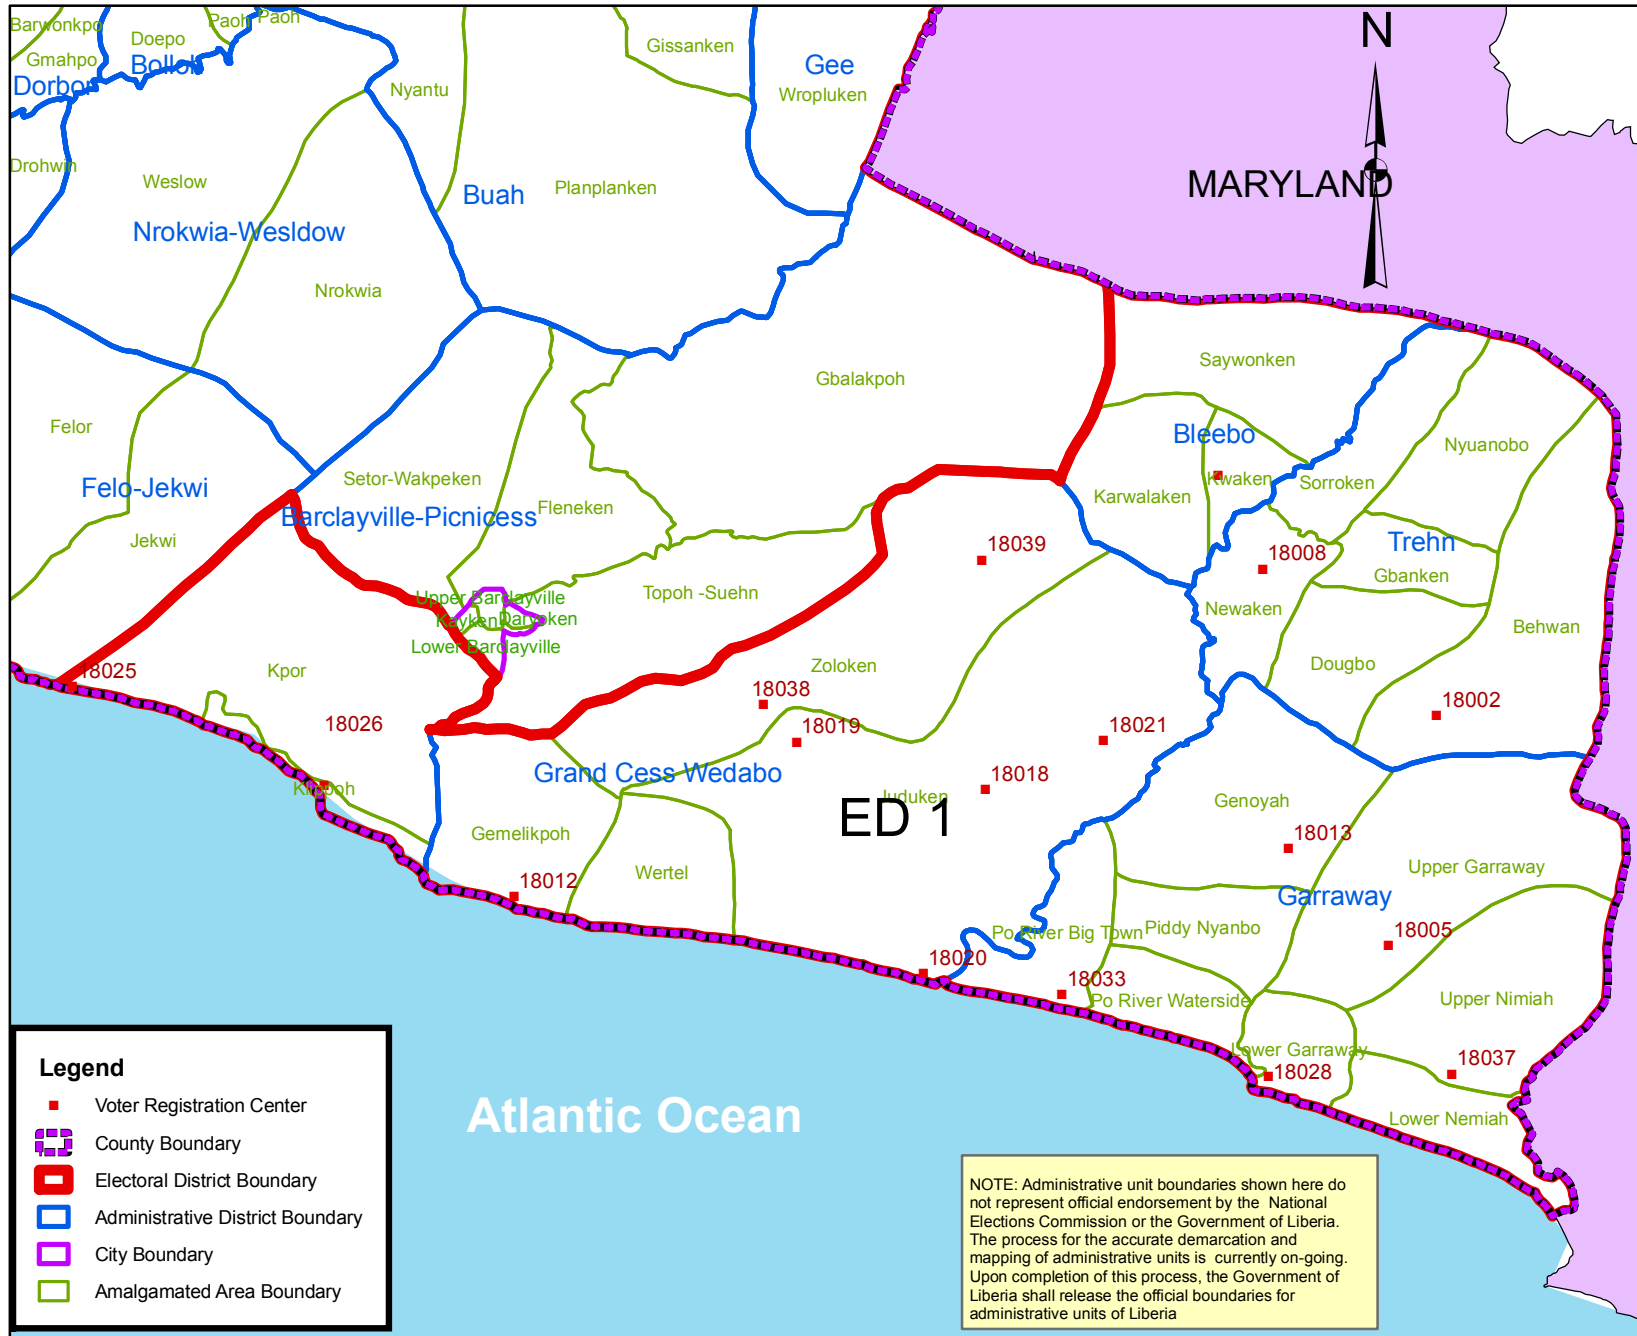 Barwonkpo
Paoh
Paoh
Doepo
Gmahpo
Bolloh
Dorbor
Gissanken
Gee
Wropluken
Nyantu
N
Drohwin
Weslow
Buah
Planplanken
MARYLAND
Nrokwia-Wesldow
Nrokwia
Saywonken
Gbalakpoh
Felor
Bleebo
Nyuanobo
Felo-Jekwi
Setor-Wakpeken
Kwaken
Sorroken
Karwalaken
Fleneken
Barclayville-Picnicess
Jekwi
18039
18008
Trehn
Gbanken
Topoh -Suehn
Upper Barclayville
Kayken
Daryoken
Lower Barclayville
Newaken
Behwan
Kpor
18025
Zoloken
Dougbo
18038
18002
18026
18019
18021
Grand Cess Wedabo
18018
Juduken
ED 1
Genoyah
Gemelikpoh
18013
Wertel
Upper Garraway
18012
Garraway
Po River Big Town
Piddy Nyanbo
18005
18020
18033
Po River Waterside
Upper Nimiah
Lower Garraway
18028
18037
Lower Nemiah
Atlantic Ocean
Legend
Voter Registration Center
County Boundary
Electoral District Boundary
Administrative District Boundary
City Boundary
Amalgamated Area Boundary
NOTE: Administrative unit boundaries shown here do
not represent official endorsement by the National
Elections Commission or the Government of Liberia.
The process for the accurate demarcation and
mapping of administrative units is currently on-going.
Upon completion of this process, the Government of
Liberia shall release the official boundaries for
administrative units of Liberia